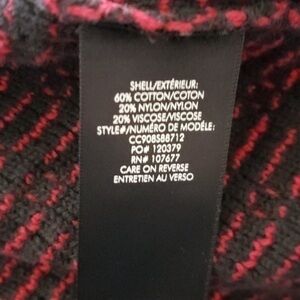 SHELL/EXTÉRIEUR:
60% COTTON/COTON
20% NYLON/NYLON
20% VISCOSE/VISCOSE
STYLE#/NUMÉRO DE MODÈLE:
CC908S88712
PO# 120379
RN# 107677
CARE ON REVERSE
ENTRETIEN AU VERSO